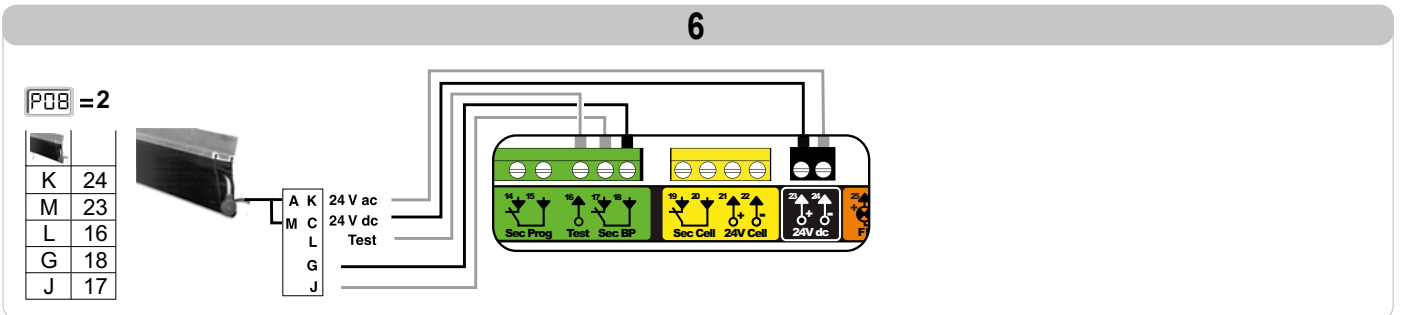 6
P08 = 2
K 24
M 23
L 16
G 18
J 17
A K 24 V ac
M C 24 V dc
L Test
G
J
14 15 16 17 18 19 20 21 22 23 24 25
+ - + - +
Sec Prog Test Sec BP Sec Cell 24V Cell 24V dc